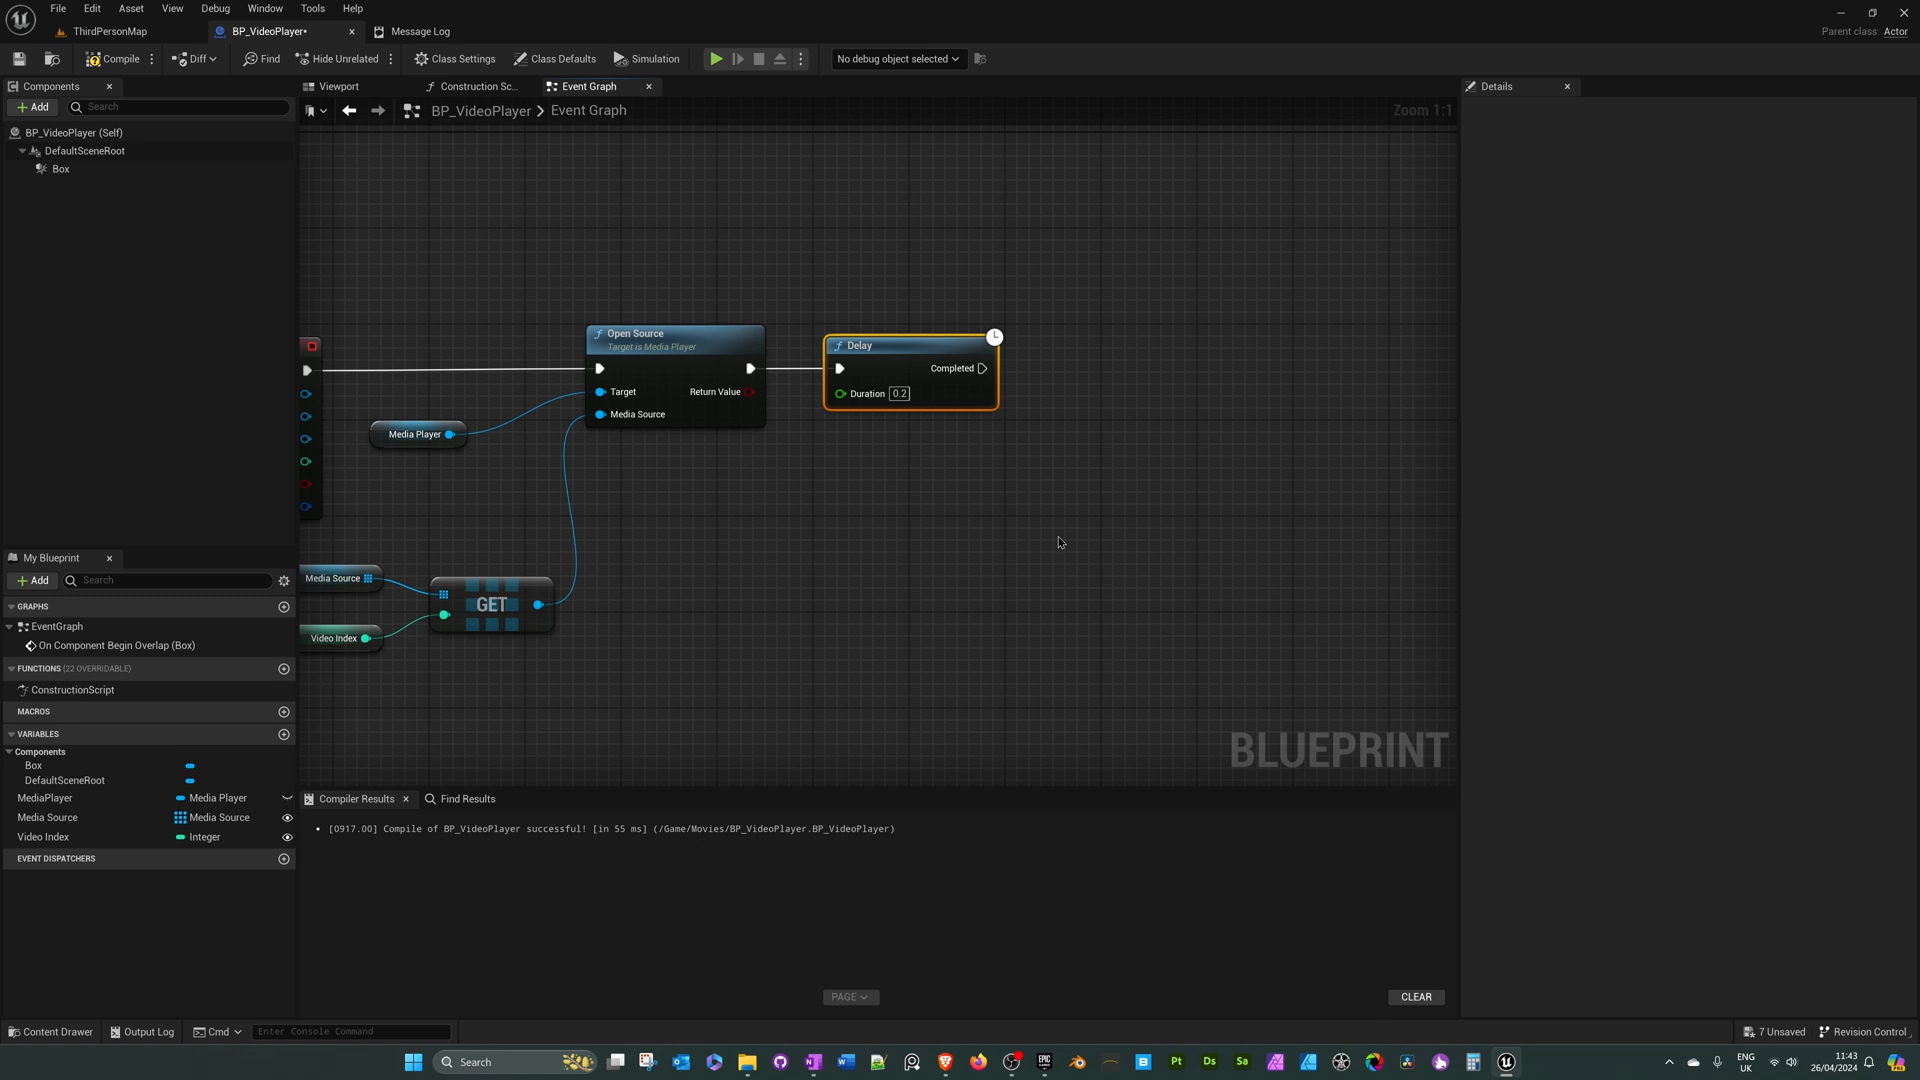 File Edit Asset View Debug Window Tools Help
ThirdPersonMap BP_VideoPlayer• Message Log
Parent class: Actor
Compile Diff Find Hide Unrelated Class Settings Class Defaults Simulation No debug object selected
Components Viewport Construction Sc... Event Graph Details
Add Search
BP_VideoPlayer > Event Graph Zoom 1:1
BP_VideoPlayer (Self)
DefaultSceneRoot
Box
Open Source
Target is Media Player
Target Return Value
Media Source
Delay
Completed
Duration 0.2
Media Player
Media Source
GET
Video Index
BLUEPRINT
My Blueprint
Add Search
GRAPHS
EventGraph
On Component Begin Overlap (Box)
FUNCTIONS (22 OVERRIDABLE)
ConstructionScript
MACROS
VARIABLES
Components
Box
DefaultSceneRoot
MediaPlayer Media Player
Media Source Media Source
Video Index Integer
EVENT DISPATCHERS
Compiler Results Find Results
[0917.00] Compile of BP_VideoPlayer successful! [in 55 ms] (/Game/Movies/BP_VideoPlayer.BP_VideoPlayer)
PAGE CLEAR
Content Drawer Output Log Cmd Enter Console Command 7 Unsaved Revision Control
Search Pt Ds Sa ENG UK 11:43 26/04/2024